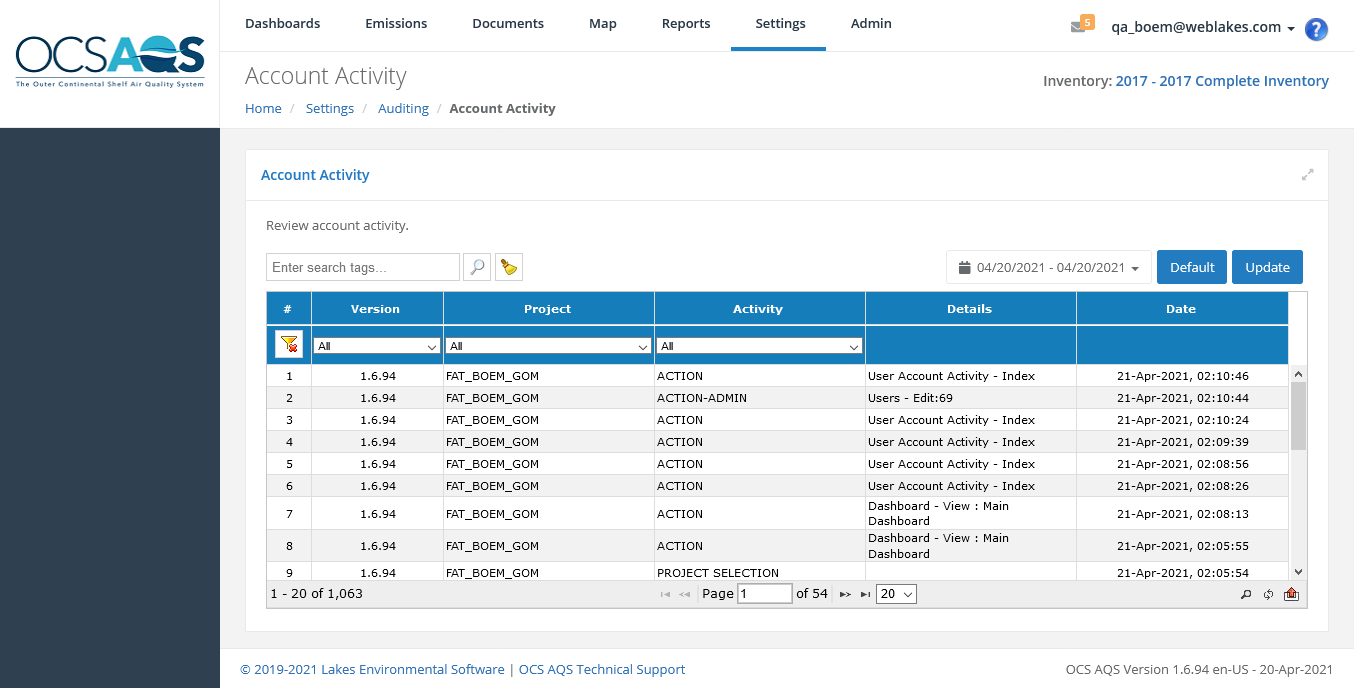 Dashboards Emissions Documents Map Reports Settings Admin 5 qa_boem@weblakes.com ?
OCSAQS
The Outer Continental Shelf Air Quality System
Account Activity
Inventory: 2017 - 2017 Complete Inventory
Home / Settings / Auditing / Account Activity
Account Activity
Review account activity.
Enter search tags... 04/20/2021 - 04/20/2021 Default Update
# Version Project Activity Details Date
All All All
1 1.6.94 FAT_BOEM_GOM ACTION User Account Activity - Index 21-Apr-2021, 02:10:46
2 1.6.94 FAT_BOEM_GOM ACTION-ADMIN Users - Edit:69 21-Apr-2021, 02:10:44
3 1.6.94 FAT_BOEM_GOM ACTION User Account Activity - Index 21-Apr-2021, 02:10:24
4 1.6.94 FAT_BOEM_GOM ACTION User Account Activity - Index 21-Apr-2021, 02:09:39
5 1.6.94 FAT_BOEM_GOM ACTION User Account Activity - Index 21-Apr-2021, 02:08:56
6 1.6.94 FAT_BOEM_GOM ACTION User Account Activity - Index 21-Apr-2021, 02:08:26
7 1.6.94 FAT_BOEM_GOM ACTION Dashboard - View : Main
Dashboard 21-Apr-2021, 02:08:13
8 1.6.94 FAT_BOEM_GOM ACTION Dashboard - View : Main
Dashboard 21-Apr-2021, 02:05:55
9 1.6.94 FAT_BOEM_GOM PROJECT SELECTION 21-Apr-2021, 02:05:54
1 - 20 of 1,063 Page 1 of 54 20
© 2019-2021 Lakes Environmental Software | OCS AQS Technical Support
OCS AQS Version 1.6.94 en-US - 20-Apr-2021